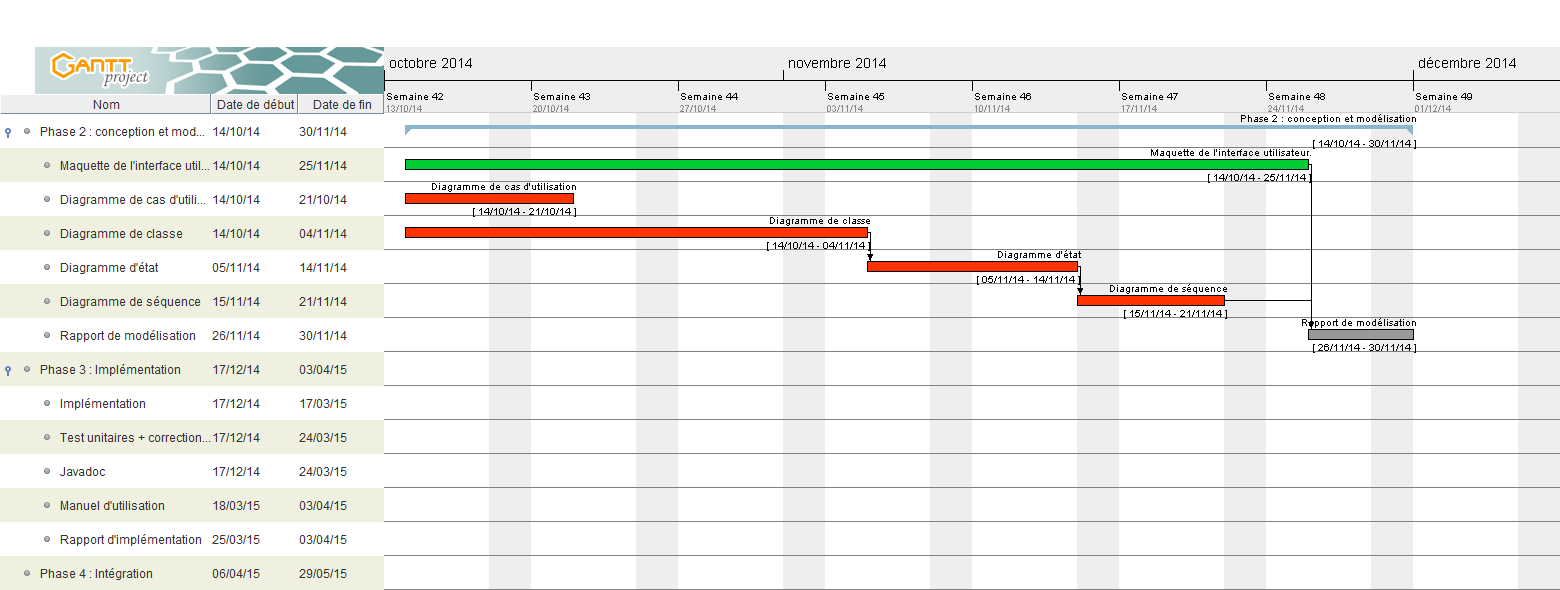 GANTT project
octobre 2014 novembre 2014 décembre 2014
Nom Date de début Date de fin
Semaine 42 Semaine 43 Semaine 44 Semaine 45 Semaine 46 Semaine 47 Semaine 48 Semaine 49
13/10/14 20/10/14 27/10/14 03/11/14 10/11/14 17/11/14 24/11/14 01/12/14
Phase 2 : conception et modélisation
Phase 2 : conception et mod... 14/10/14 30/11/14
[ 14/10/14 - 30/11/14 ]
Maquette de l'interface utilisateur.
Maquette de l'interface util... 14/10/14 25/11/14
[ 14/10/14 - 25/11/14 ]
Diagramme de cas d'utilisation
Diagramme de cas d'utili... 14/10/14 21/10/14
[ 14/10/14 - 21/10/14 ]
Diagramme de classe
Diagramme de classe 14/10/14 04/11/14
[ 14/10/14 - 04/11/14 ]
Diagramme d'état
Diagramme d'état 05/11/14 14/11/14
[ 05/11/14 - 14/11/14 ]
Diagramme de séquence
Diagramme de séquence 15/11/14 21/11/14
[ 15/11/14 - 21/11/14 ]
Rapport de modélisation
Rapport de modélisation 26/11/14 30/11/14
[ 26/11/14 - 30/11/14 ]
Phase 3 : Implémentation 17/12/14 03/04/15
Implémentation 17/12/14 17/03/15
Test unitaires + correction... 17/12/14 24/03/15
Javadoc 17/12/14 24/03/15
Manuel d'utilisation 18/03/15 03/04/15
Rapport d'implémentation 25/03/15 03/04/15
Phase 4 : Intégration 06/04/15 29/05/15